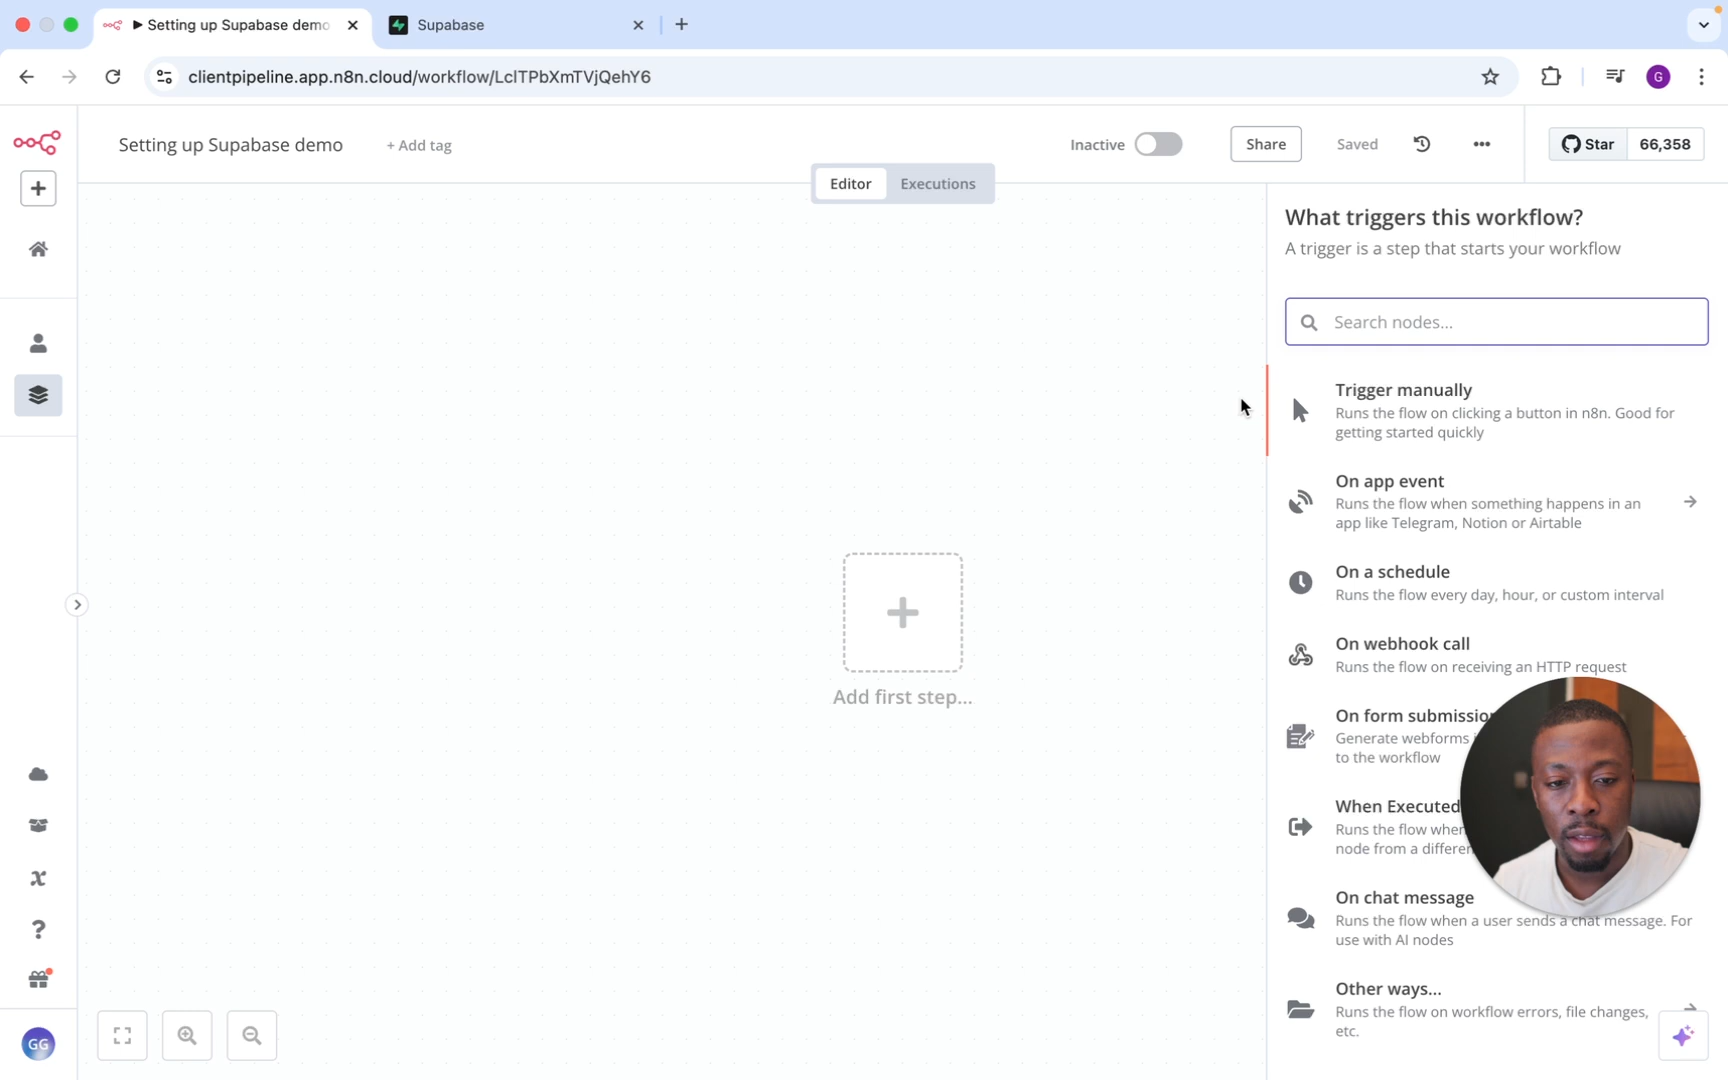 ▶ Setting up Supabase demo
Supabase
clientpipeline.app.n8n.cloud/workflow/LclTPbXmTVjQehY6
G
Setting up Supabase demo
+ Add tag
Inactive
Share
Saved
Star
66,358
Editor
Executions
What triggers this workflow?
A trigger is a step that starts your workflow
Search nodes...
Trigger manually
Runs the flow on clicking a button in n8n. Good for
getting started quickly
On app event
Runs the flow when something happens in an
app like Telegram, Notion or Airtable
On a schedule
Runs the flow every day, hour, or custom interval
On webhook call
Runs the flow on receiving an HTTP request
Add first step...
On form submission
Generate webforms
to the workflow
When Executed
Runs the flow when
node from a different
On chat message
Runs the flow when a user sends a chat message. For
use with AI nodes
Other ways...
Runs the flow on workflow errors, file changes,
etc.
GG